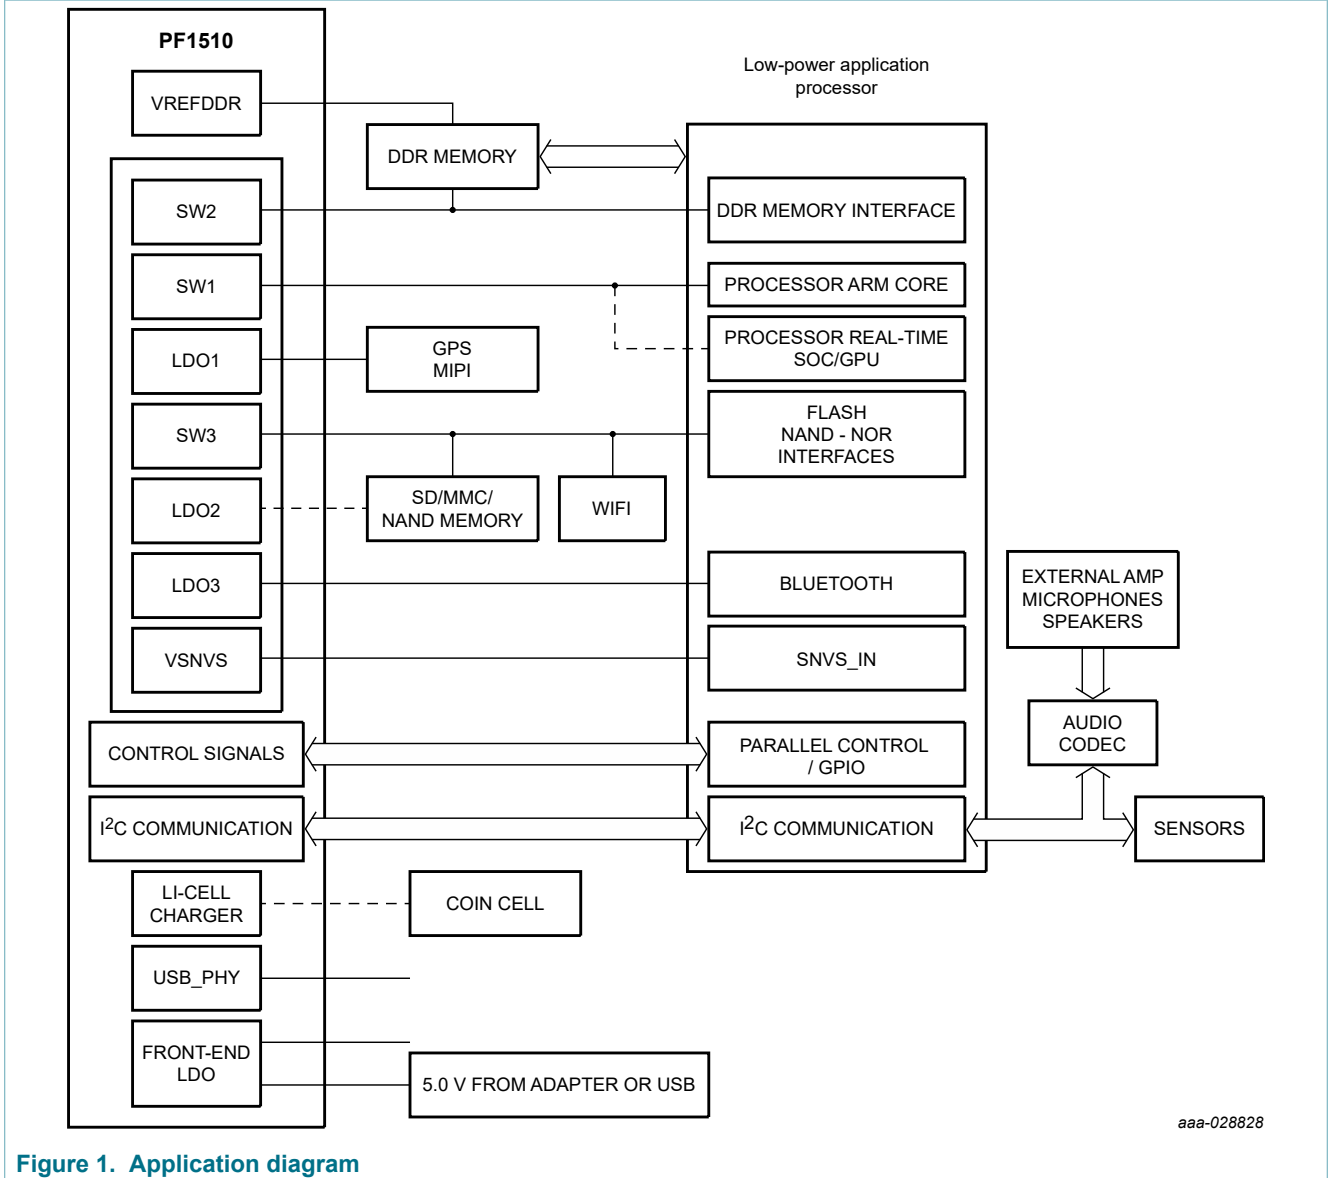 PF1510
Low-power application
processor
VREFDDR
DDR MEMORY
SW2
DDR MEMORY INTERFACE
SW1
PROCESSOR ARM CORE
PROCESSOR REAL-TIME
SOC/GPU
LDO1
GPS
MIPI
SW3
FLASH
NAND - NOR
INTERFACES
LDO2
SD/MMC/
NAND MEMORY
WIFI
LDO3
BLUETOOTH
EXTERNAL AMP
MICROPHONES
SPEAKERS
VSNVS
SNVS_IN
AUDIO
CODEC
CONTROL SIGNALS
PARALLEL CONTROL
/ GPIO
I2C COMMUNICATION
I2C COMMUNICATION
SENSORS
LI-CELL
CHARGER
COIN CELL
USB_PHY
FRONT-END
LDO
5.0 V FROM ADAPTER OR USB
aaa-028828
Figure 1. Application diagram